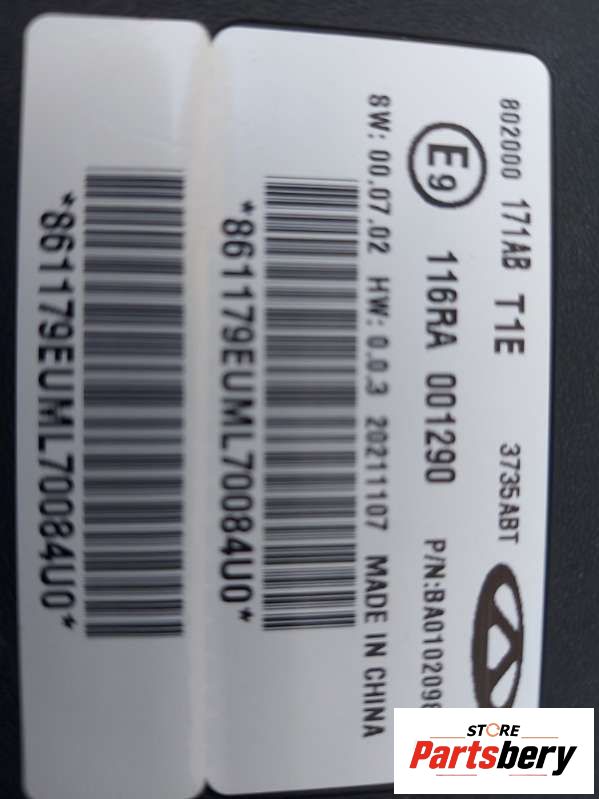 802000 171AB T1E 3735ABT
E9 116RA 001290 P/N:BA0102098
SW: 00.07.02 HW: 0.0.3 20211107 MADE IN CHINA
*861179EUML70084U0*
*861179EUML70084U0*
STORE
Partsbery